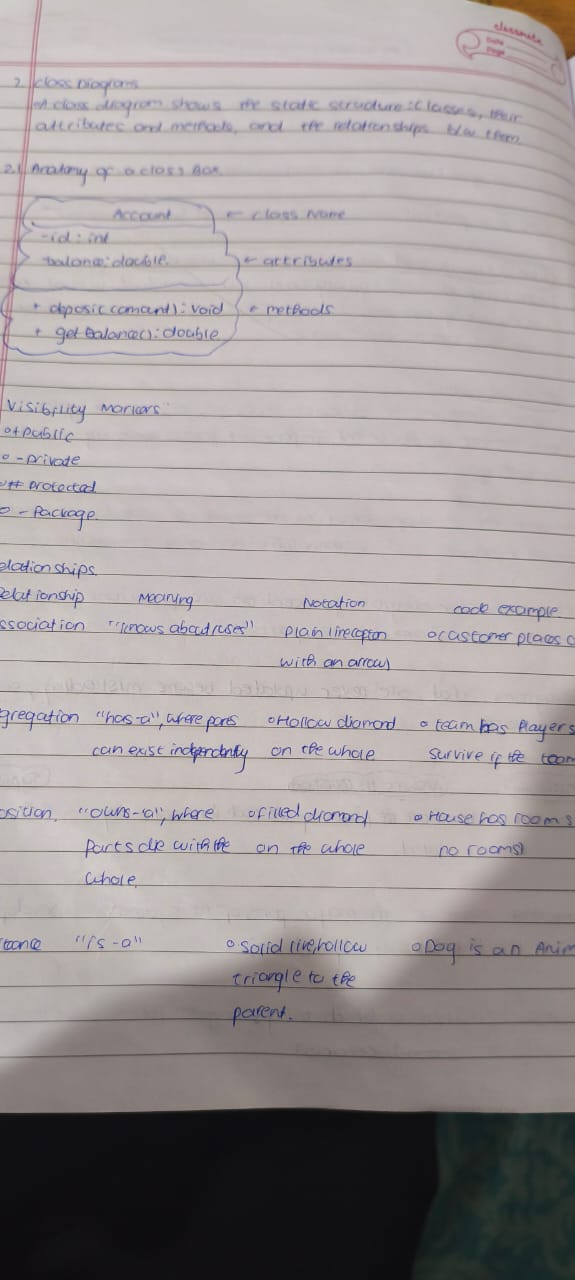 classmate
Date
Page
2. Class Diagrams
A class diagram shows the static structure: Classes, their
attributes and methods, and the relationships b/w them
2.1 Anatomy of a class Box.
Account ← Class Name
-id: int
-balance: double ← attributes
+ deposit(amount): void ← methods
+ getBalance(): double
Visibility Markers
o + public
o - private
# protected
o - Package
elationships
elationship Meaning Notation code example
ssociation "knows about/uses" plain line with an arrow o Customer places
gregation "has-a", where parts can exist independently o Hollow diamond on the whole o team has Players survive if the team
osition. "owns-a", where Parts die with the whole. o filled diamond on the whole o House has rooms no rooms
tance "is-a" o Solid line, hollow triangle to the parent. o Dog is an Anim